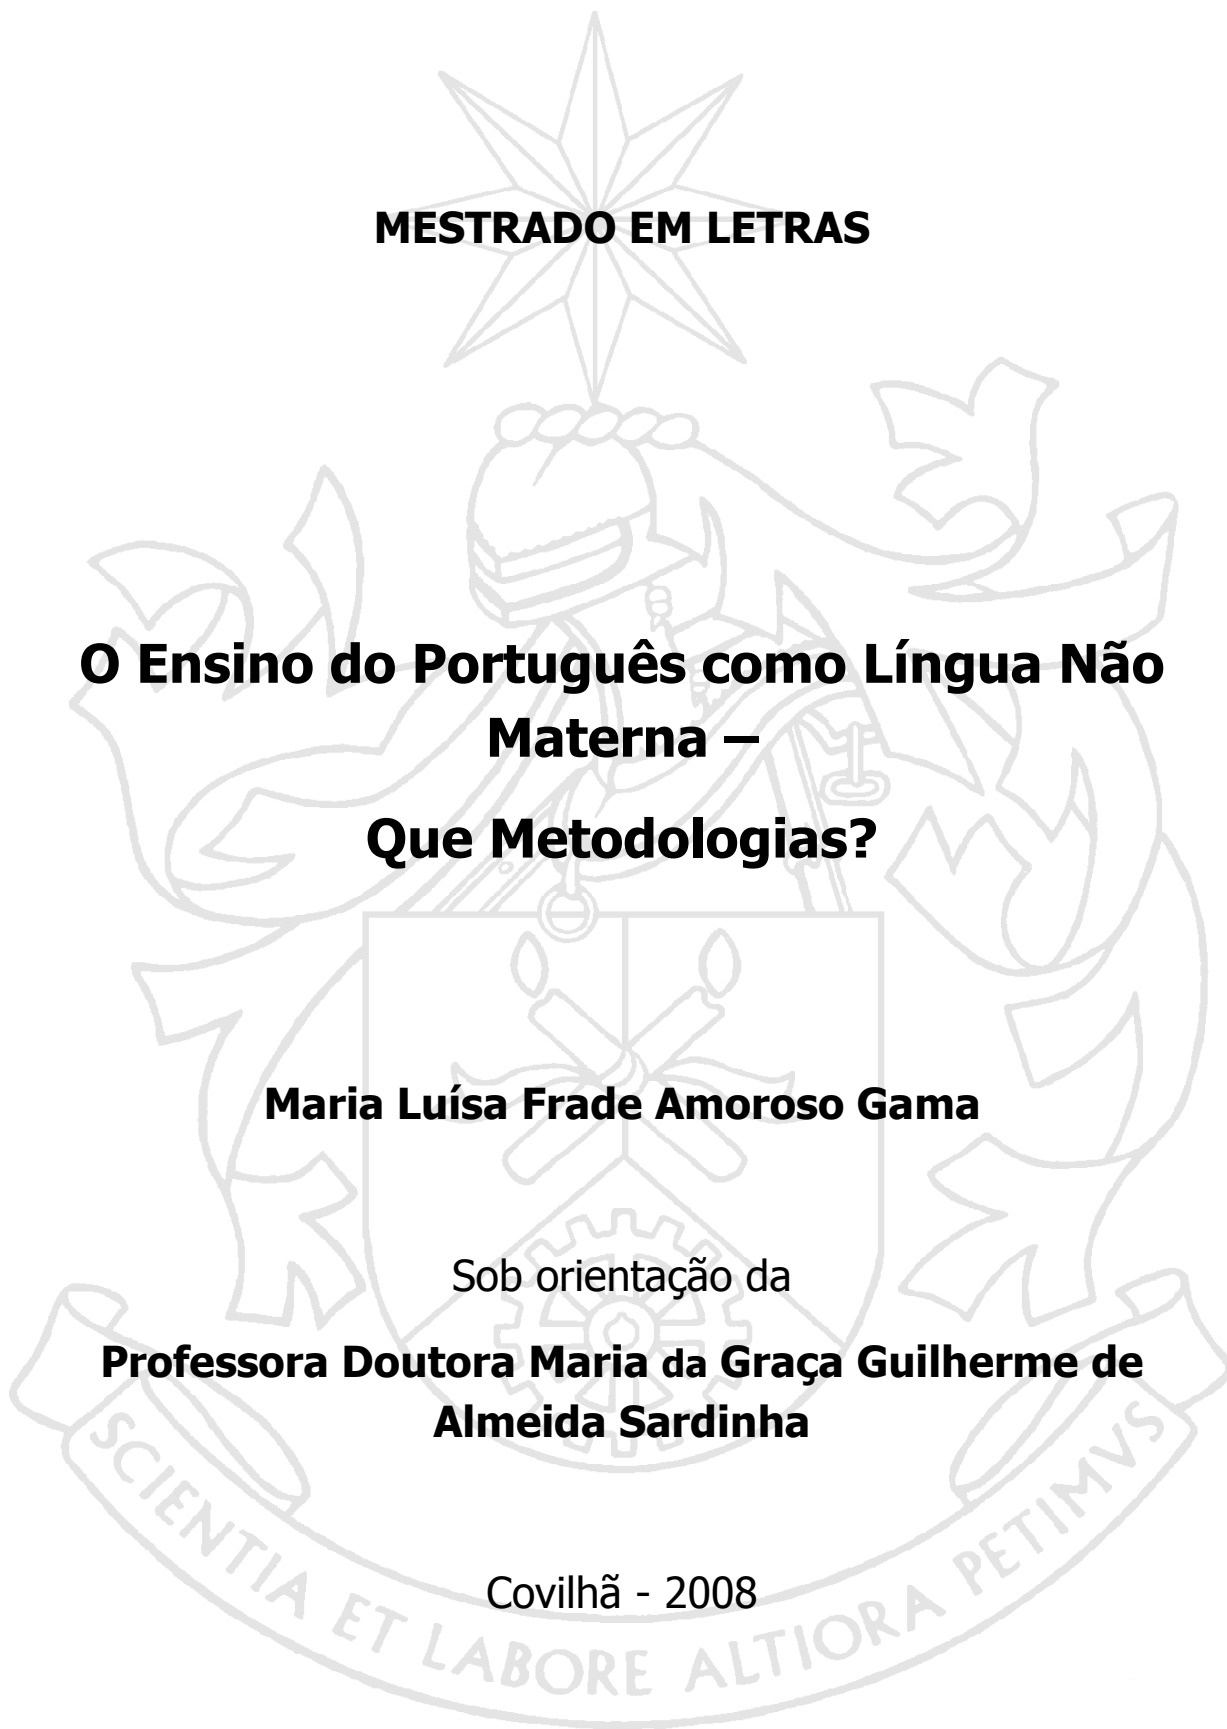 MESTRADO EM LETRAS
O Ensino do Português como Língua Não
Materna –
Que Metodologias?
Maria Luísa Frade Amoroso Gama
Sob orientação da
Professora Doutora Maria da Graça Guilherme de
Almeida Sardinha
Covilhã - 2008
SCIENTIA ET LABORE ALTIORA PETIMVS